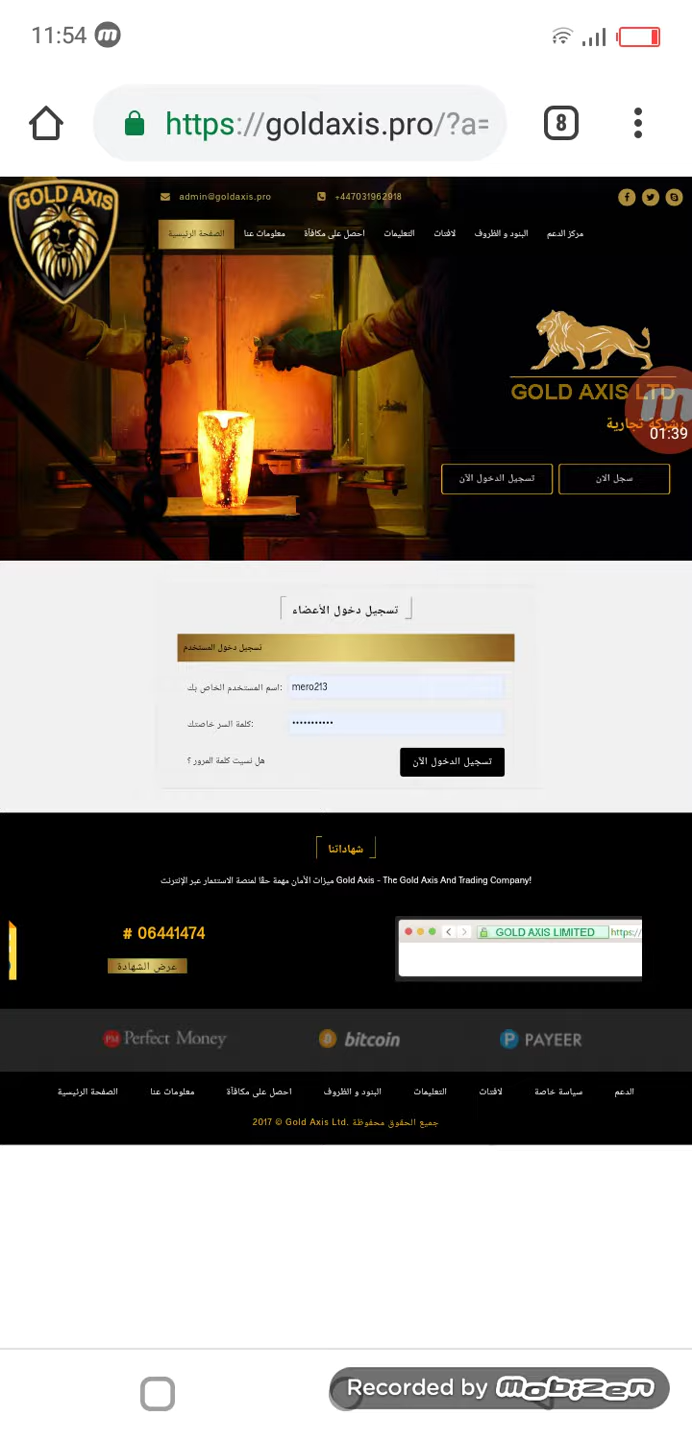 11:54
8
https://goldaxis.pro/?a=
GOLD AXIS
admin@goldaxis.pro
+447031962918
الصفحة الرئيسية
معلومات عنا
احصل على مكافأة
التعليمات
لافتات
البنود و الظروف
مركز الدعم
GOLD AXIS LTD
شركة تجارية
01:39
تسجيل الدخول الآن
سجل الان
تسجيل دخول الأعضاء
تسجيل دخول المستخدم
اسم المستخدم الخاص بك:
mero213
كلمة السر خاصتك:
•••••••••••
هل نسيت كلمة المرور ؟
تسجيل الدخول الآن
شهاداتنا
ميزات الأمان مهمة حقًا لمنصة الاستثمار عبر الإنترنت Gold Axis - The Gold Axis And Trading Company!
# 06441474
عرض الشهادة
GOLD AXIS LIMITED
https://
PM Perfect Money
bitcoin
P PAYEER
الصفحة الرئيسية
معلومات عنا
احصل على مكافأة
البنود و الظروف
التعليمات
لافتات
سياسة خاصة
الدعم
2017 © Gold Axis Ltd. جميع الحقوق محفوظة
Recorded by mobizen